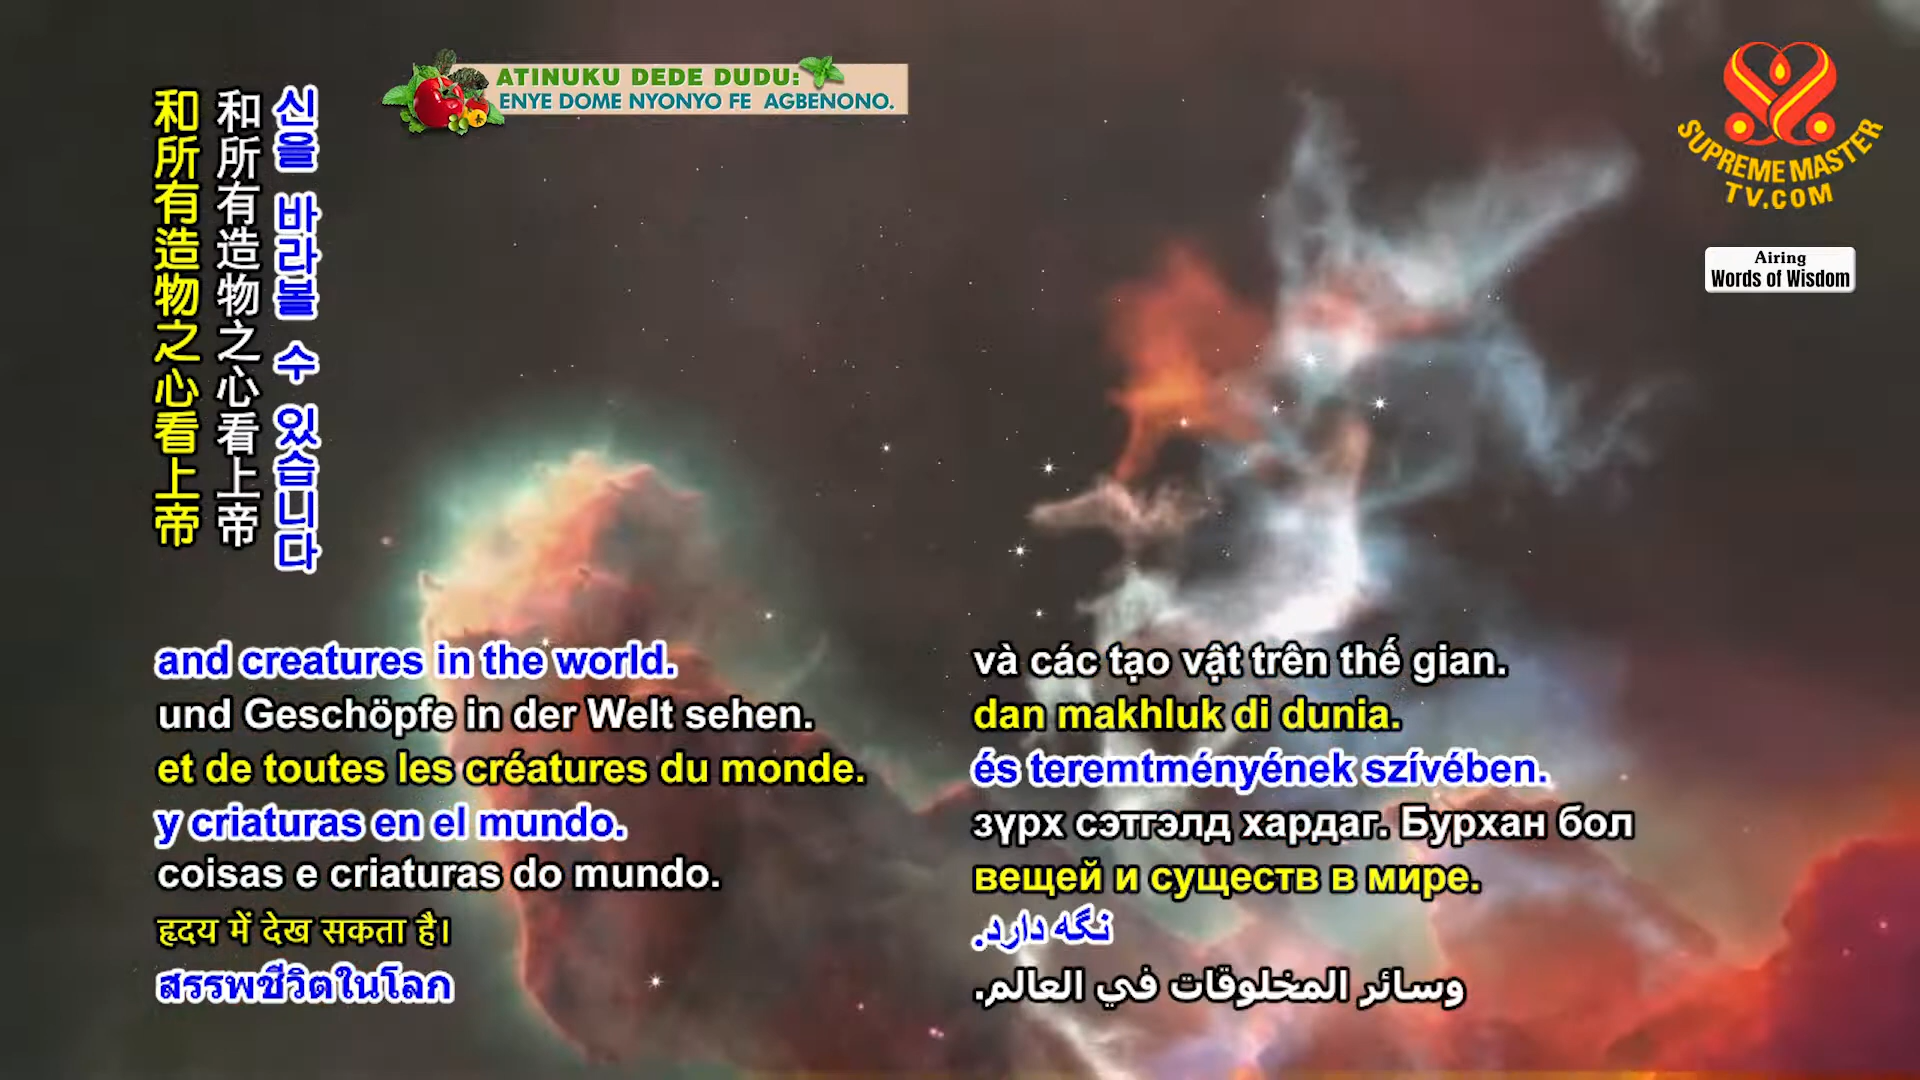 ATINUKU DEDE DUDU:
ENYE DOME NYONYO FE AGBENONO.
SUPREME MASTER
TV.COM
Airing
Words of Wisdom
신을 바라볼 수 있습니다
和所有造物之心看上帝
和所有造物之心看上帝
and creatures in the world.
und Geschöpfe in der Welt sehen.
et de toutes les créatures du monde.
y criaturas en el mundo.
coisas e criaturas do mundo.
हृदय में देख सकता है।
สรรพชีวิตในโลก
và các tạo vật trên thế gian.
dan makhluk di dunia.
és teremtményének szívében.
зүрх сэтгэлд хардаг. Бурхан бол
вещей и существ в мире.
نگه دارد.
وسائر المخلوقات في العالم.